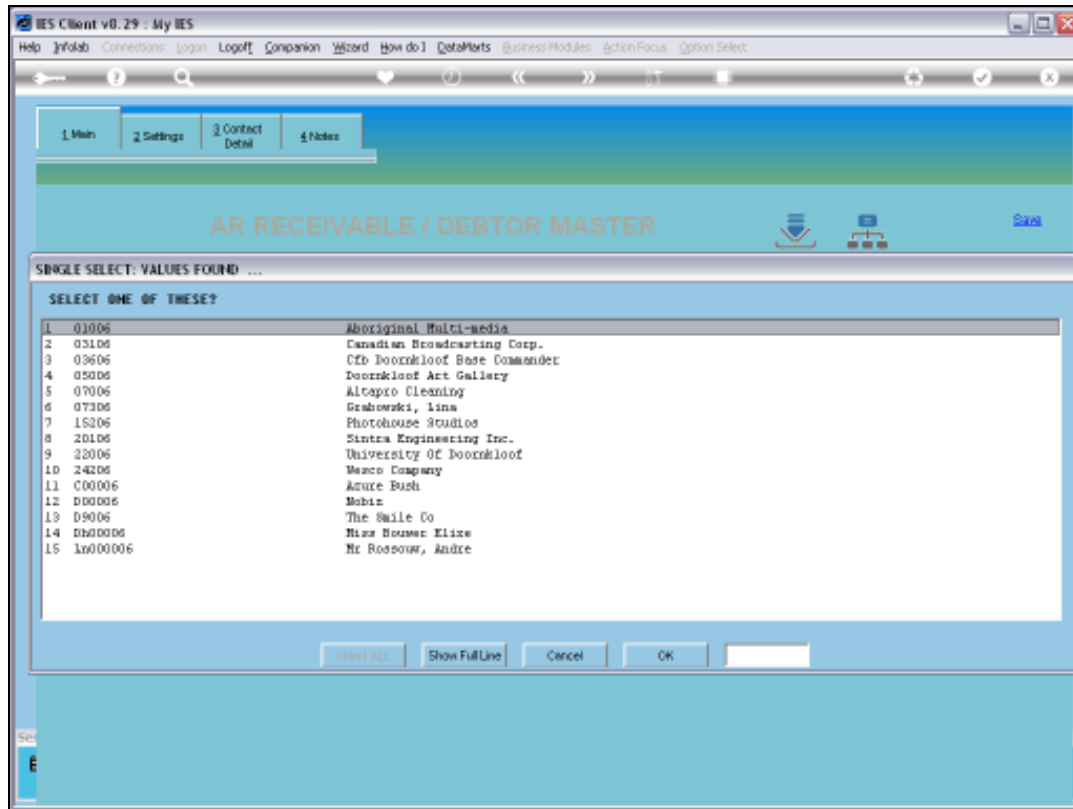 IES Client v8.29 : My IES
Help Infolab Connections Logon Logoff Companion Wizard How do I DataMarts Business Modules Action Focus Option Select
1 Main 2 Settings 3 Contact Detail 4 Notes
AR RECEIVABLE / DEBTOR MASTER Save
SINGLE SELECT: VALUES FOUND ...
SELECT ONE OF THESE?
1 01006 Aboriginal Multi-media
2 03106 Canadian Broadcasting Corp.
3 03606 Cfb Doornkloof Base Commander
4 05006 Doornkloof Art Gallery
5 07006 Altapro Cleaning
6 07306 Grabowski, Lina
7 15206 Photohouse Studios
8 20106 Sintra Engineering Inc.
9 22006 University Of Doornkloof
10 24206 Wesco Company
11 C00006 Azure Bush
12 D00006 Mobiz
13 D9006 The Smile Co
14 Dh00006 Miss Bouwer Elize
15 ln000006 Mr Rossouw, Andre
Select ALL Show Full Line Cancel OK